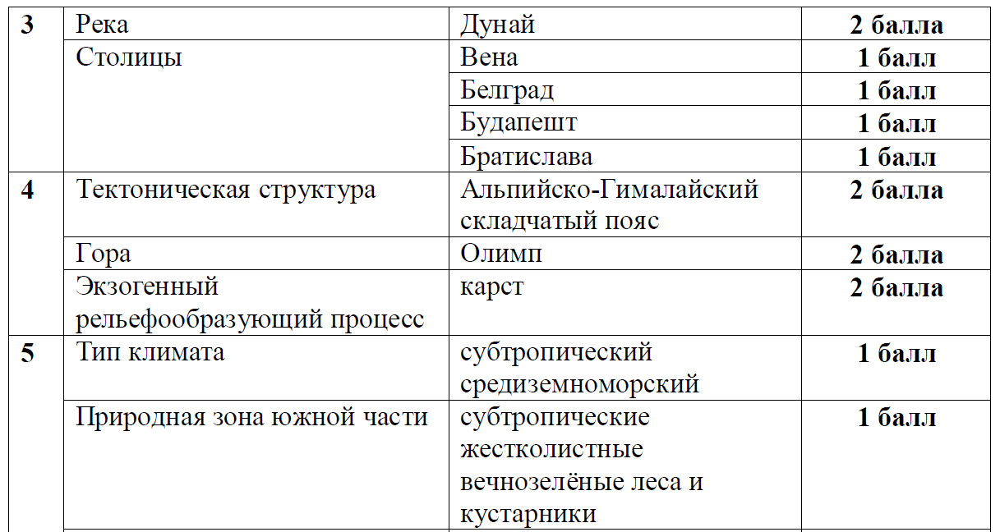 3 Река Дунай 2 балла
Столицы Вена 1 балл
Белград 1 балл
Будапешт 1 балл
Братислава 1 балл
4 Тектоническая структура Альпийско-Гималайский 2 балла
складчатый пояс
Гора Олимп 2 балла
Экзогенный карст 2 балла
рельефообразующий процесс
5 Тип климата субтропический 1 балл
средиземноморский
Природная зона южной части субтропические 1 балл
жестколистные
вечнозелёные леса и
кустарники